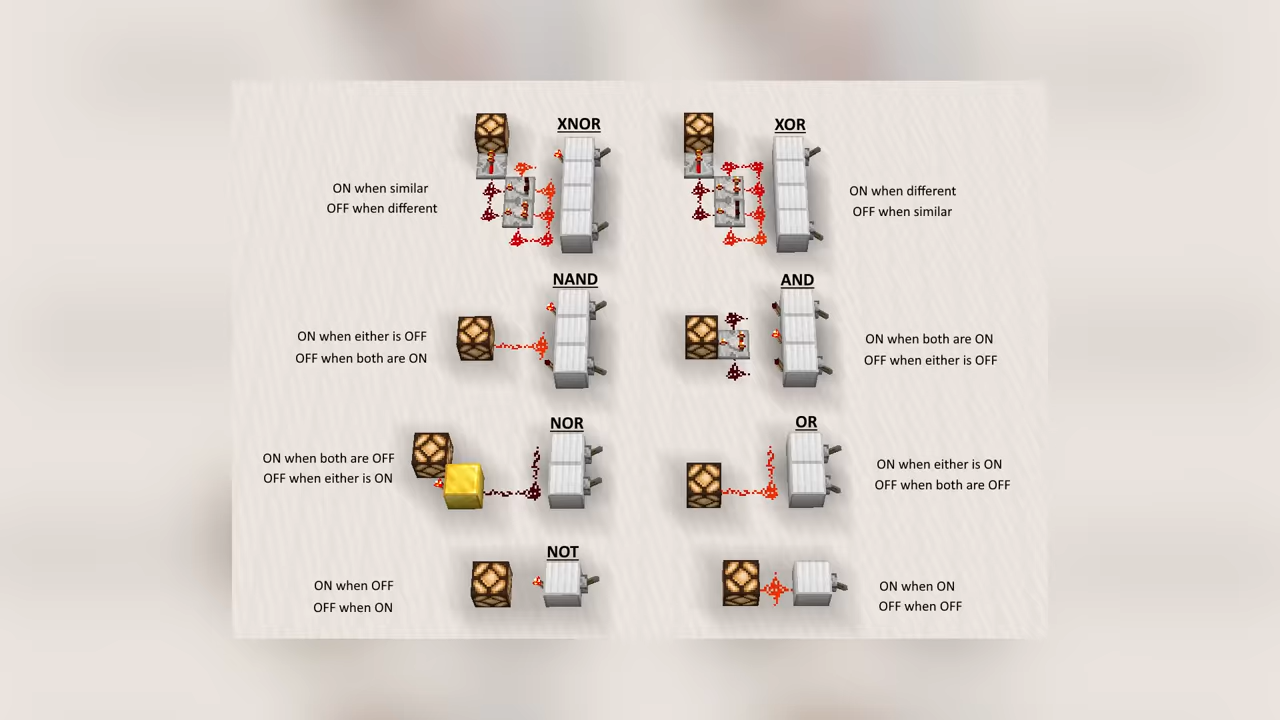 XNOR
ON when similar
OFF when different
XOR
ON when different
OFF when similar
NAND
ON when either is OFF
OFF when both are ON
AND
ON when both are ON
OFF when either is OFF
NOR
ON when both are OFF
OFF when either is ON
OR
ON when either is ON
OFF when both are OFF
NOT
ON when OFF
OFF when ON
ON when ON
OFF when OFF